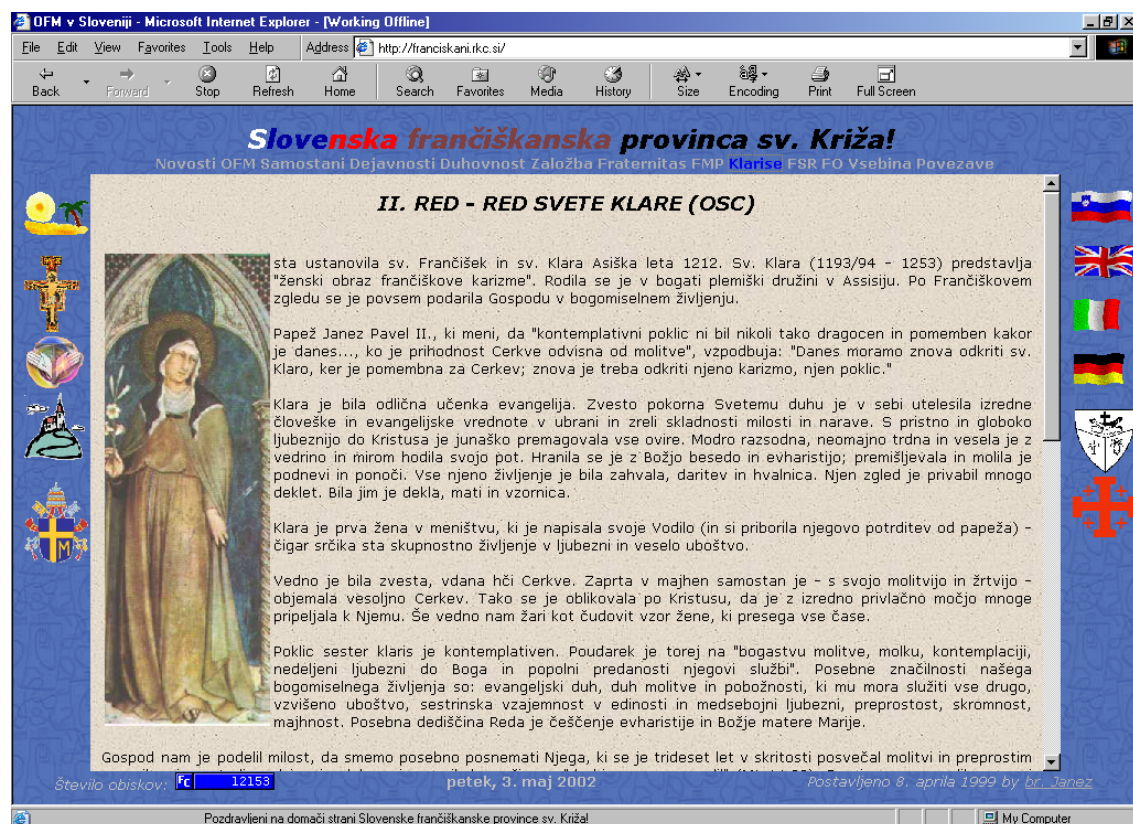 OFM v Sloveniji - Microsoft Internet Explorer - [Working Offline]
File Edit View Favorites Tools Help Address http://franciskani.rkc.si/
Back Forward Stop Refresh Home Search Favorites Media History Size Encoding Print Full Screen
Slovenska frančiškanska provinca sv. Križa!
Novosti OFM Samostani Dejavnosti Duhovnost Založba Fraternitas FMP Klarise FSR FO Vsebina Povezave
II. RED - RED SVETE KLARE (OSC)
sta ustanovila sv. Frančišek in sv. Klara Asiška leta 1212. Sv. Klara (1193/94 - 1253) predstavlja
"ženski obraz frančiškove karizme". Rodila se je v bogati plemiški družini v Assisiju. Po Frančiškovem
zgledu se je povsem podarila Gospodu v bogomiselnem življenju.
Papež Janez Pavel II., ki meni, da "kontemplativni poklic ni bil nikoli tako dragocen in pomemben kakor
je danes..., ko je prihodnost Cerkve odvisna od molitve", vzpodbuja: "Danes moramo znova odkriti sv.
Klaro, ker je pomembna za Cerkev; znova je treba odkriti njeno karizmo, njen poklic."
Klara je bila odlična učenka evangelija. Zvesto pokorna Svetemu duhu je v sebi utelesila izredne
človeške in evangeljske vrednote v ubrani in zreli skladnosti milosti in narave. S pristno in globoko
ljubeznijo do Kristusa je junaško premagovala vse ovire. Modro razsodna, neomajno trdna in vesela je z
vedrino in mirom hodila svojo pot. Hranila se je z Božjo besedo in evharistijo; premišljevala in molila je
podnevi in ponoči. Vse njeno življenje je bila zahvala, daritev in hvalnica. Njen zgled je privabil mnogo
deklet. Bila jim je dekla, mati in vzornica.
Klara je prva žena v meništvu, ki je napisala svoje Vodilo (in si priborila njegovo potrditev od papeža) -
čigar srčika sta skupnostno življenje v ljubezni in veselo uboštvo.
Vedno je bila zvesta, vdana hči Cerkve. Zaprta v majhen samostan je - s svojo molitvijo in žrtvijo -
objemala vesoljno Cerkev. Tako se je oblikovala po Kristusu, da je z izredno privlačno močjo mnoge
pripeljala k Njemu. Še vedno nam žari kot čudovit vzor žene, ki presega vse čase.
Poklic sester klaris je kontemplativen. Poudarek je torej na "bogastvu molitve, molku, kontemplaciji,
nedeljeni ljubezni do Boga in popolni predanosti njegovi službi". Posebne značilnosti našega
bogomiselnega življenja so: evangeljski duh, duh molitve in pobožnosti, ki mu mora služiti vse drugo,
vzvišeno uboštvo, sestrinska vzajemnost v edinosti in medsebojni ljubezni, preprostost, skromnost,
majhnost. Posebna dediščina Reda je češčenje evharistije in Božje matere Marije.
Gospod nam je podelil milost, da smemo posebno posnemati Njega, ki se je trideset let v skritosti posvečal molitvi in preprostim
Število obiskov: Fc 12153 petek, 3. maj 2002 Postavljeno 8. aprila 1999 by br. Janez
Pozdravljeni na domači strani Slovenske frančiškanske province sv. Križa! My Computer